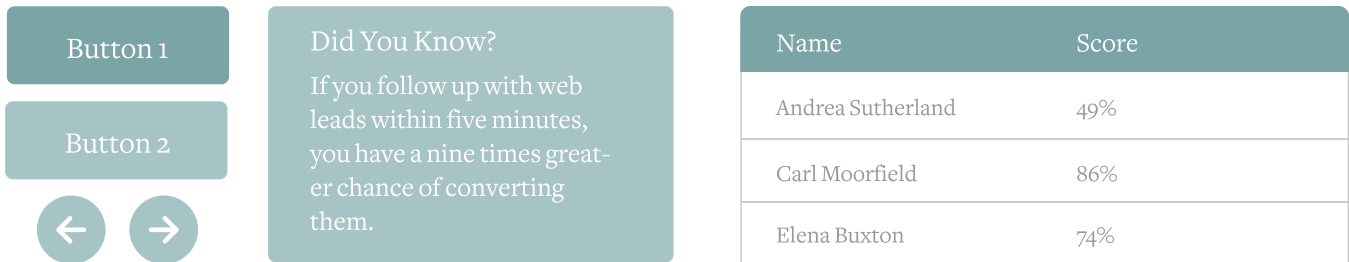 Button 1
Button 2
Did You Know?
If you follow up with web
leads within five minutes,
you have a nine times great-
er chance of converting
them.
Name Score
Andrea Sutherland 49%
Carl Moorfield 86%
Elena Buxton 74%